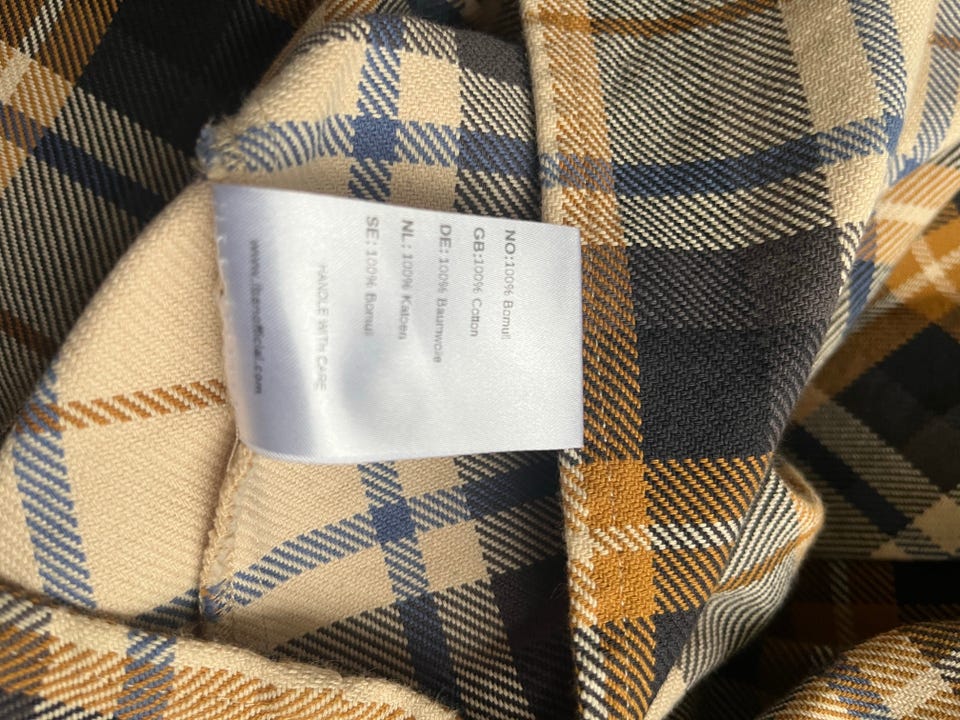 NO:100% Bomull
GB:100% Cotton
DE:100% Baumwolle
NL: 100% Katoen
SE: 100% Bomull
HANDLE WITH CARE